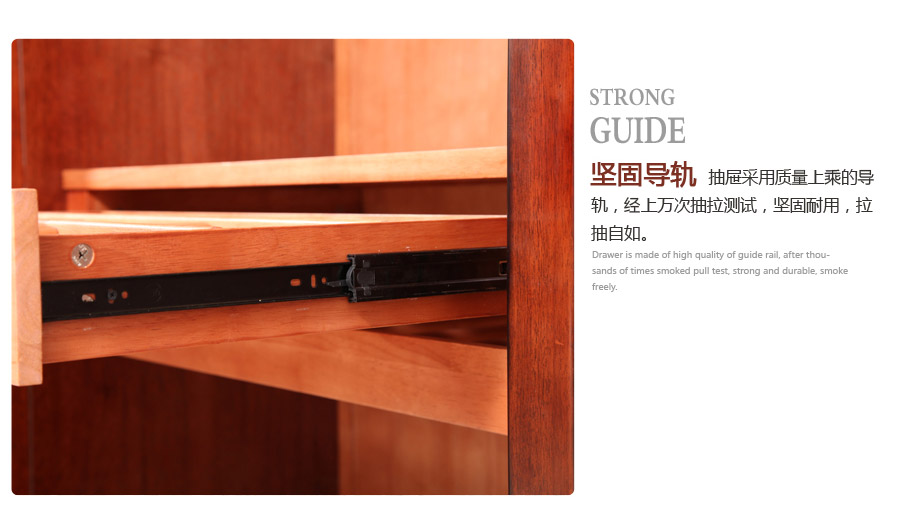 STRONG
GUIDE
坚固导轨 抽屉采用质量上乘的导
轨，经上万次抽拉测试，坚固耐用，拉
抽自如。
Drawer is made of high quality of guide rail, after thou-
sands of times smoked pull test, strong and durable, smoke
freely.